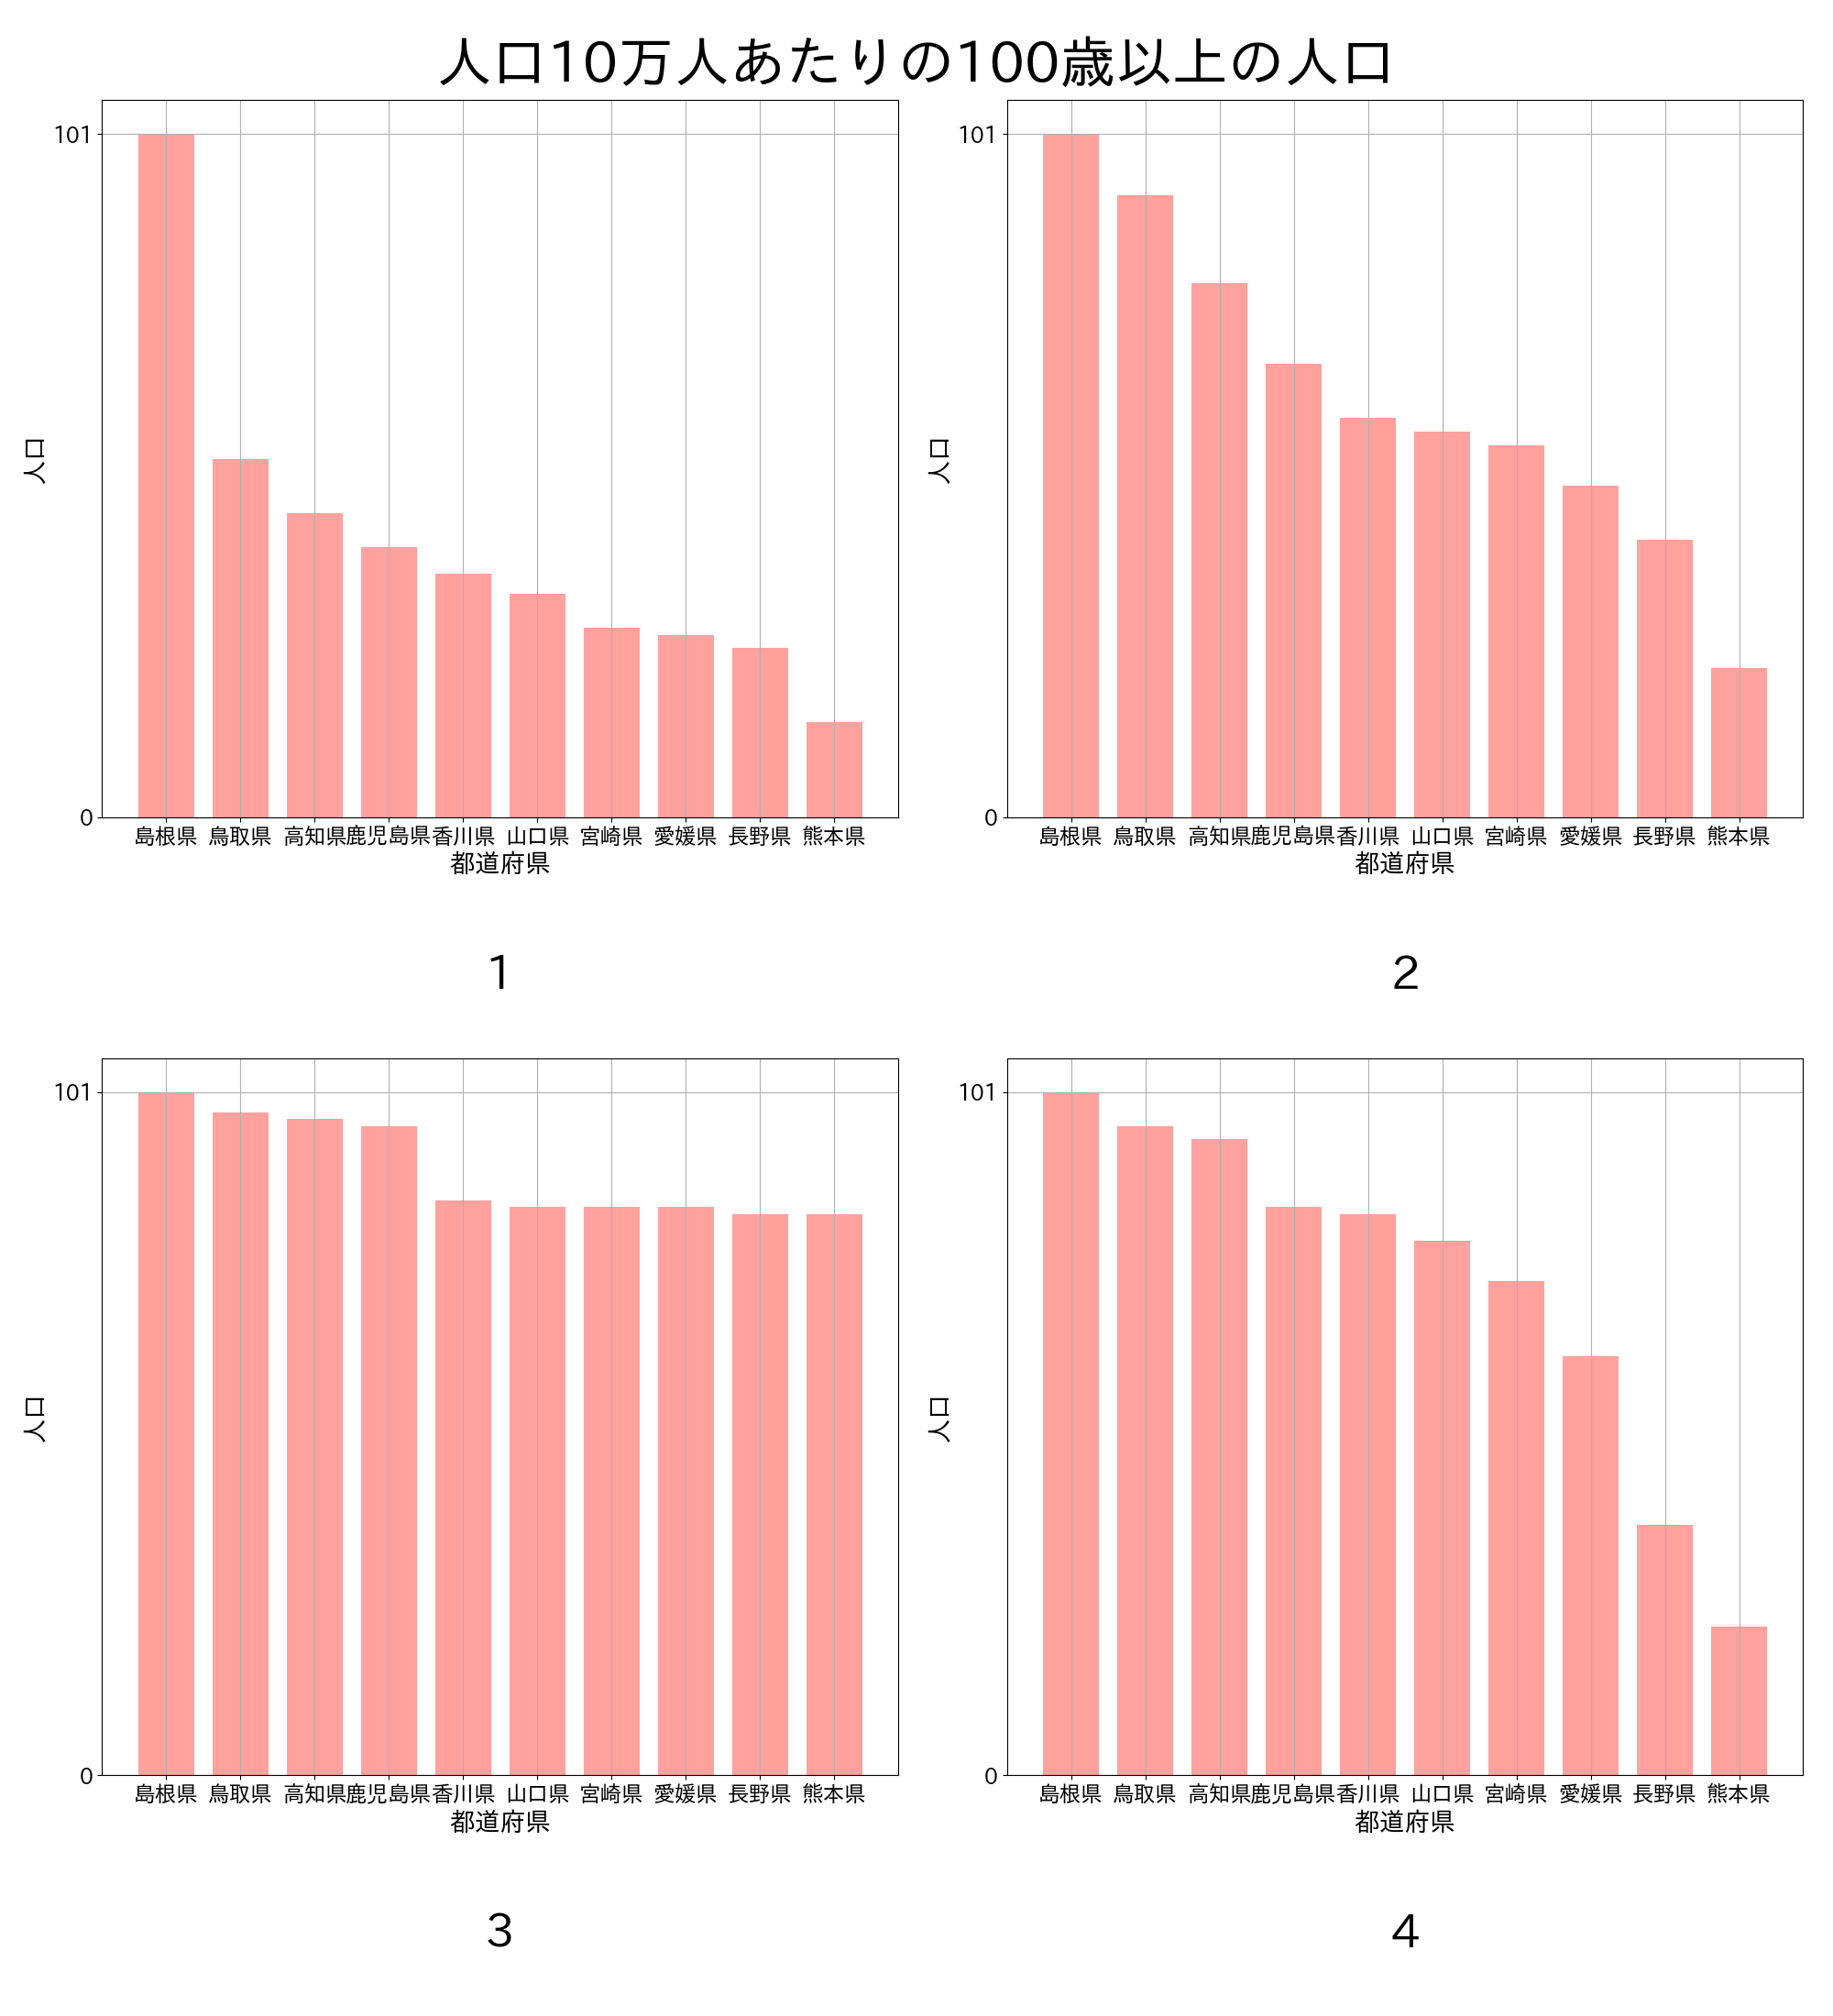 人口10万人あたりの100歳以上の人口
101
0
人口
島根県 鳥取県 高知県 鹿児島県 香川県 山口県 宮崎県 愛媛県 長野県 熊本県
都道府県
1
101
0
人口
島根県 鳥取県 高知県 鹿児島県 香川県 山口県 宮崎県 愛媛県 長野県 熊本県
都道府県
2
101
0
人口
島根県 鳥取県 高知県 鹿児島県 香川県 山口県 宮崎県 愛媛県 長野県 熊本県
都道府県
3
101
0
人口
島根県 鳥取県 高知県 鹿児島県 香川県 山口県 宮崎県 愛媛県 長野県 熊本県
都道府県
4